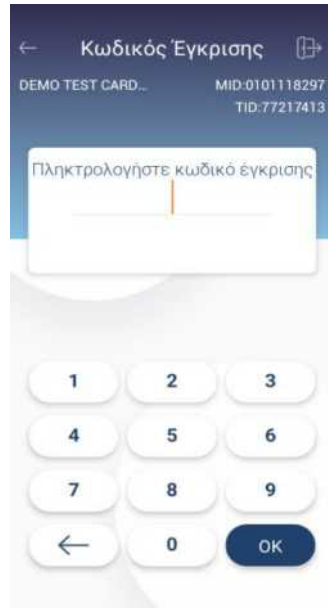 Κωδικός Έγκρισης
DEMO TEST CARD... MID:0101118297
TID:77217413
Πληκτρολογήστε κωδικό έγκρισης
1 2 3
4 5 6
7 8 9
0 OK